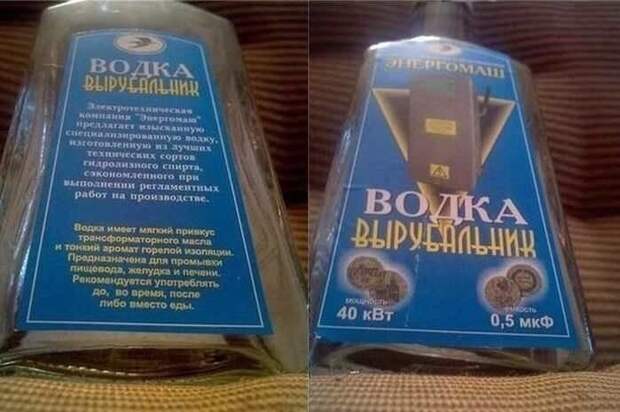 ВОДКА
ВЫРУБАЛЬНИК
Электротехническая
компания "Энергомаш"
предлагает изысканную
специализированную водку,
изготовленную из лучших
технических сортов
гидролизного спирта,
сэкономленного при
выполнении регламентных
работ на производстве.
Водка имеет мягкий привкус
трансформаторного масла
и тонкий аромат горелой изоляции.
Предназначена для промывки
пищевода, желудка и печени.
Рекомендуется употреблять
до, во время, после
либо вместо еды.
ЭНЕРГОМАШ
ВОДКА
ВЫРУБАЛЬНИК
мощность
40 кВт
емкость
0,5 мкФ